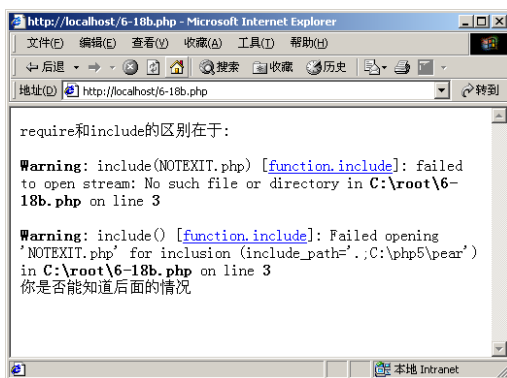 http://localhost/6-18b.php - Microsoft Internet Explorer
文件(F) 编辑(E) 查看(V) 收藏(A) 工具(T) 帮助(H)
后退 搜索 收藏 历史
地址(D) http://localhost/6-18b.php 转到
require和include的区别在于:
Warning: include(NOTEXIT.php) [function.include]: failed
to open stream: No such file or directory in C:\root\6-
18b.php on line 3
Warning: include() [function.include]: Failed opening
'NOTEXIT.php' for inclusion (include_path='.;C:\php5\pear')
in C:\root\6-18b.php on line 3
你是否能知道后面的情况
本地 Intranet